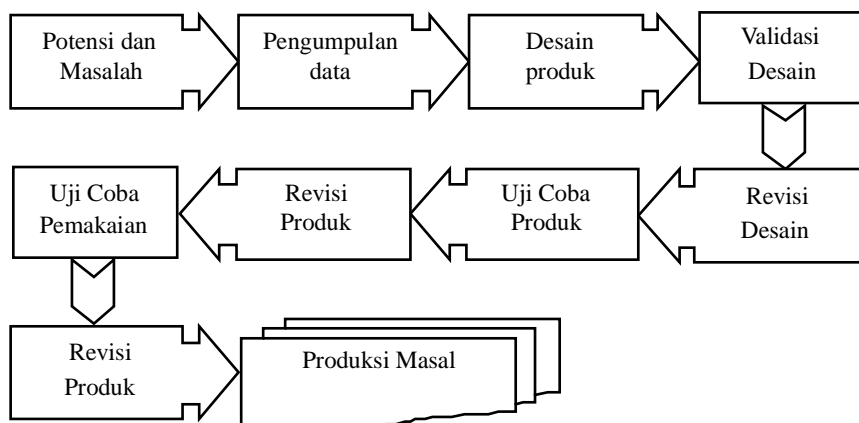 Potensi dan
Masalah
Pengumpulan
data
Desain
produk
Validasi
Desain
Revisi
Desain
Uji Coba
Produk
Revisi
Produk
Uji Coba
Pemakaian
Revisi
Produk
Produksi Masal